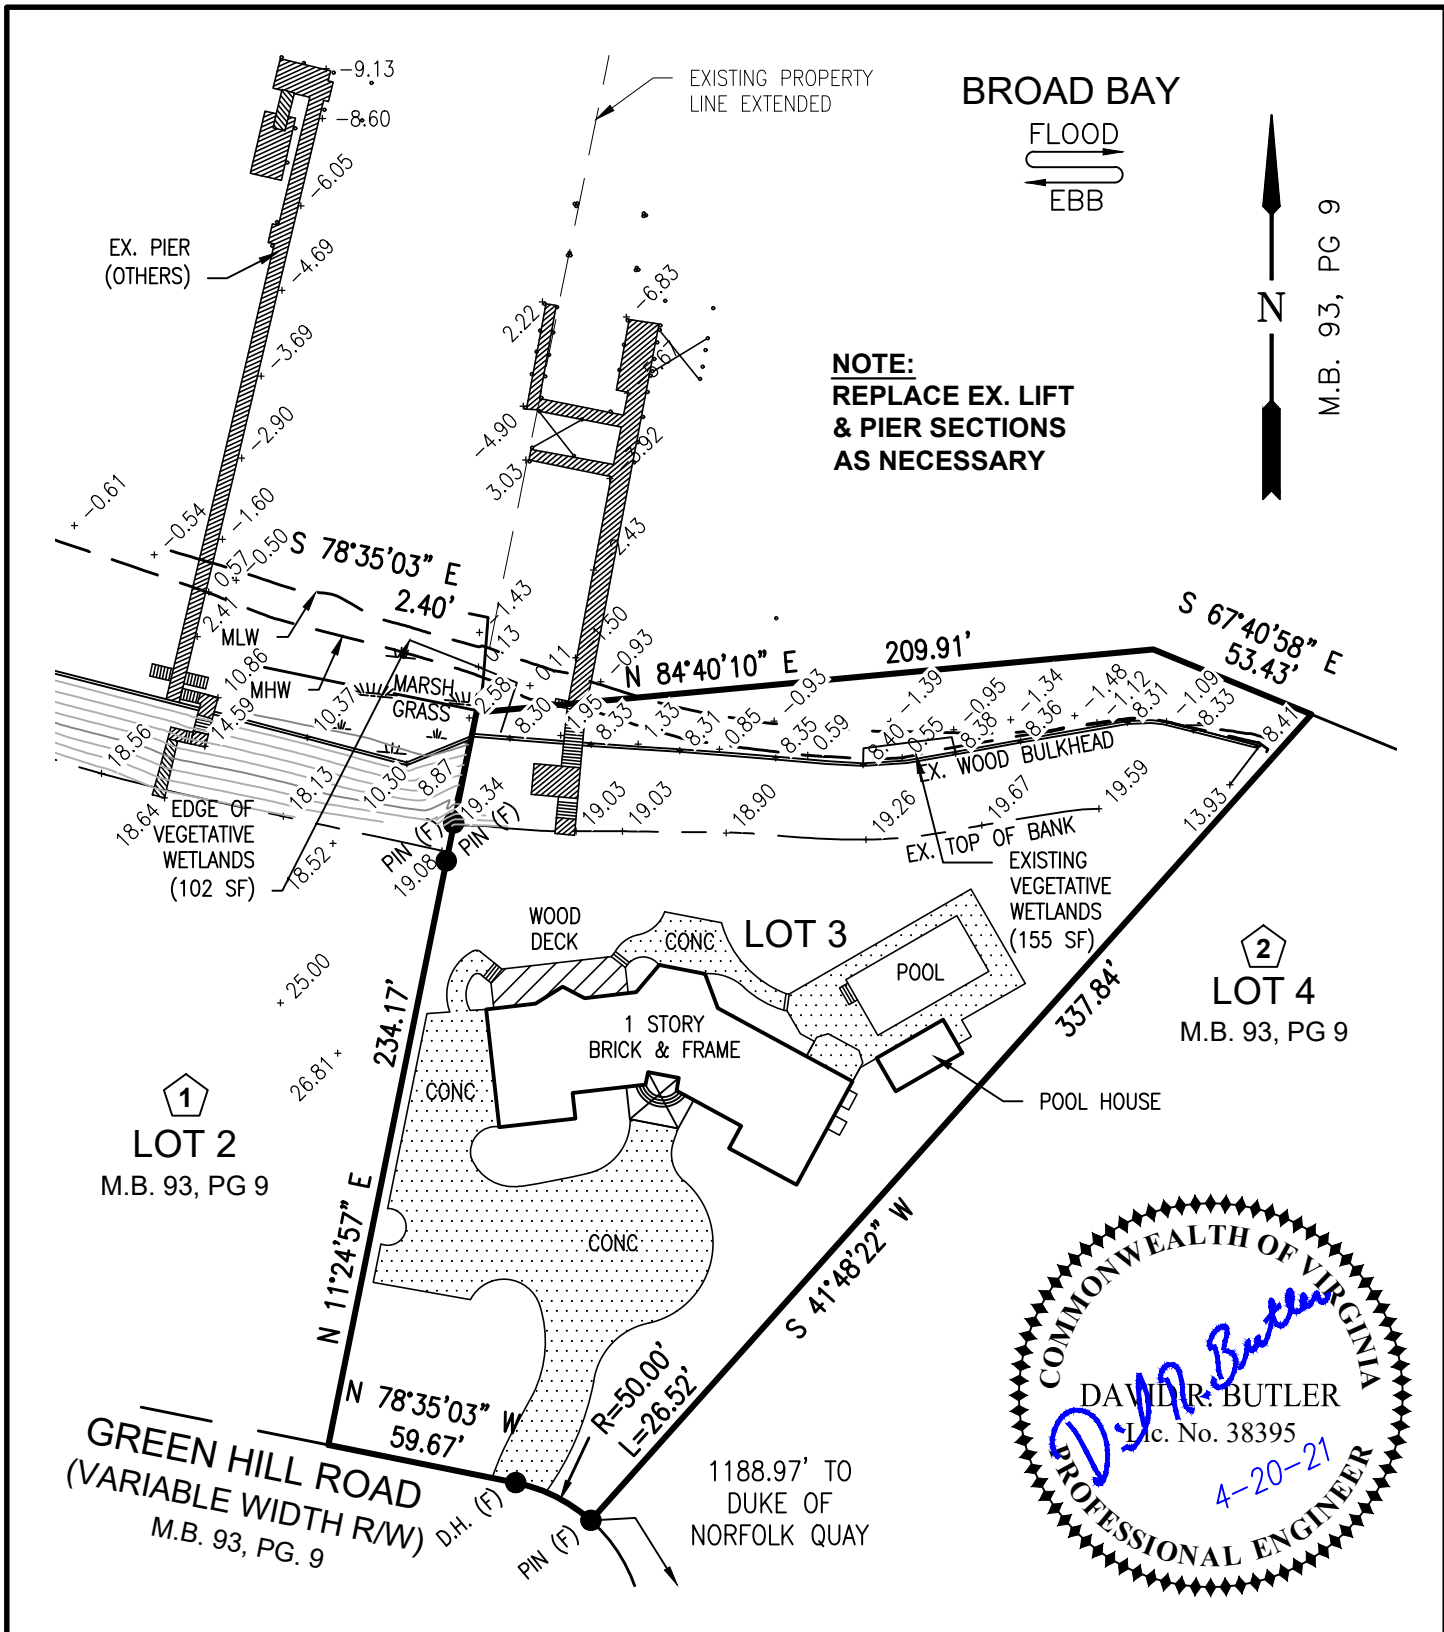 -9.13
-8.60
-6.05
-4.69
-3.69
-2.90
-1.60
-0.50
-0.54
-0.61
0.57
2.41
10.86
14.59
EX. PIER
(OTHERS)
EXISTING PROPERTY
LINE EXTENDED
BROAD BAY
FLOOD
EBB
N
M.B. 93, PG 9
NOTE:
REPLACE EX. LIFT
& PIER SECTIONS
AS NECESSARY
2.22
-6.83
-4.90
3.03
S 78°35'03" E
2.40'
-1.43
0.13
0.11
-0.93
MLW
MHW
MARSH
GRASS
2.58
8.30
1.95
8.33
1.33
8.31
0.85
-0.93
8.35
0.59
8.40
-1.39
0.55
0.95
8.38
-1.34
8.36
-1.48
-1.12
8.31
-1.09
8.33
8.47
N 84°40'10" E
209.91'
S 67°40'58" E
53.43'
EX. WOOD BULKHEAD
18.56
18.64
10.37
18.13
10.30
8.87
19.34
PIN (F)
PIN (F)
19.08
18.52
19.03
19.03
18.90
19.26
19.67
19.59
13.93
EX. TOP OF BANK
EDGE OF
VEGETATIVE
WETLANDS
(102 SF)
EXISTING
VEGETATIVE
WETLANDS
(155 SF)
25.00
26.81
WOOD
DECK
CONC
LOT 3
POOL
1 STORY
BRICK & FRAME
CONC
POOL HOUSE
CONC
234.17'
N 11°24'57" E
337.84'
S 41°48'22" W
1
LOT 2
M.B. 93, PG 9
2
LOT 4
M.B. 93, PG 9
N 78°35'03" W
59.67'
R=50.00'
L=26.52'
GREEN HILL ROAD
(VARIABLE WIDTH R/W)
M.B. 93, PG. 9
D.H. (F)
PIN (F)
1188.97' TO
DUKE OF
NORFOLK QUAY
COMMONWEALTH OF VIRGINIA
D R. Butler
DAVID R. BUTLER
Lic. No. 38395
4-20-21
PROFESSIONAL ENGINEER